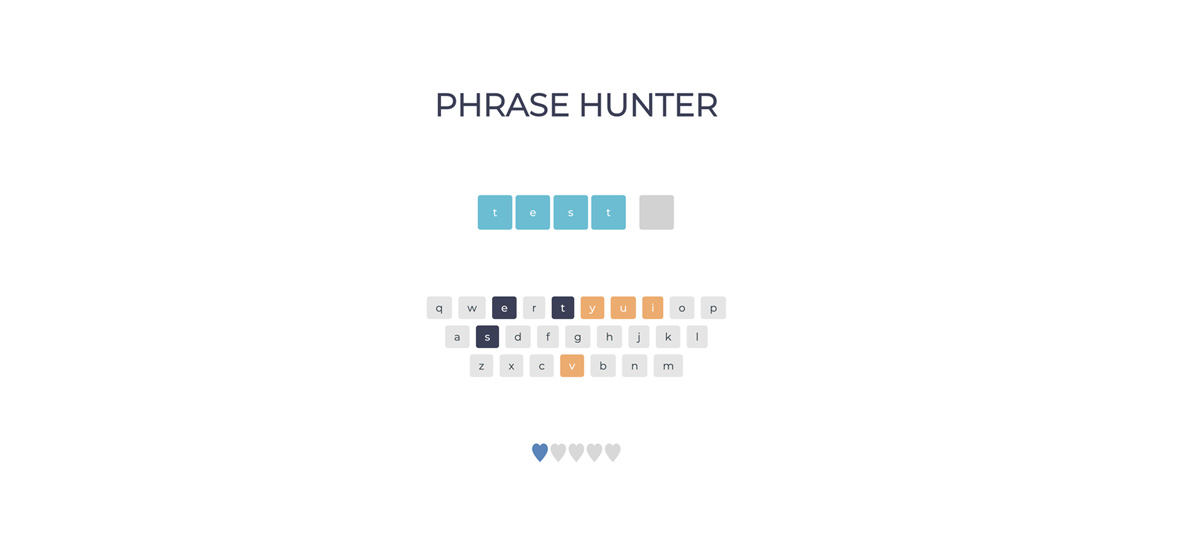 PHRASE HUNTER
t e s t
q w e r t y u i o p
a s d f g h j k l
z x c v b n m